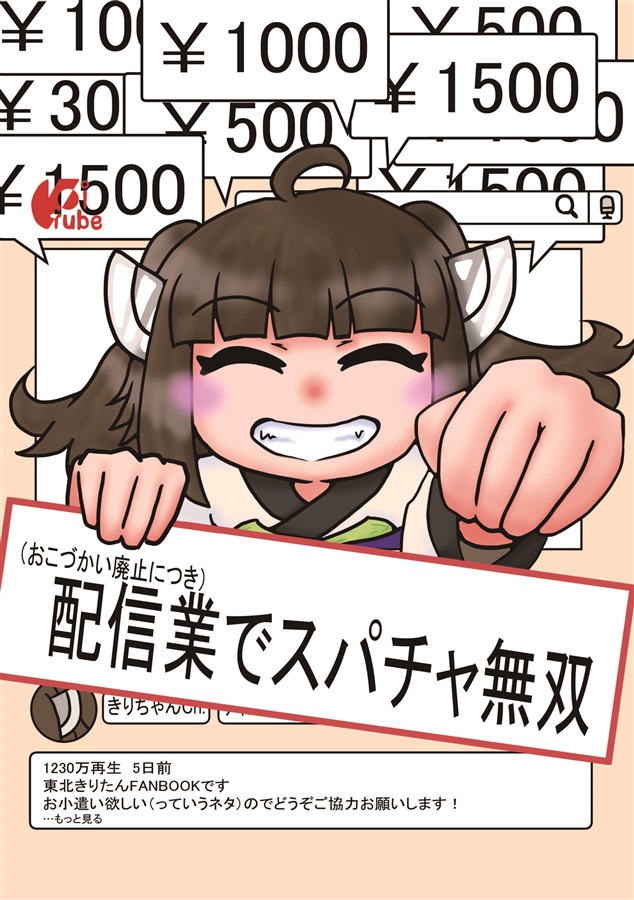 ¥ 100
¥ 1000
¥ 500
¥ 30
¥ 500
¥ 1500
¥ 1500
¥ 1500
Tube
(おこづかい廃止につき)
配信業でスパチャ無双
きりちゃんCh.
1230万再生 5日前
東北きりたんFANBOOKです
お小遣い欲しい(っていうネタ)のでどうぞご協力お願いします!
…もっと見る